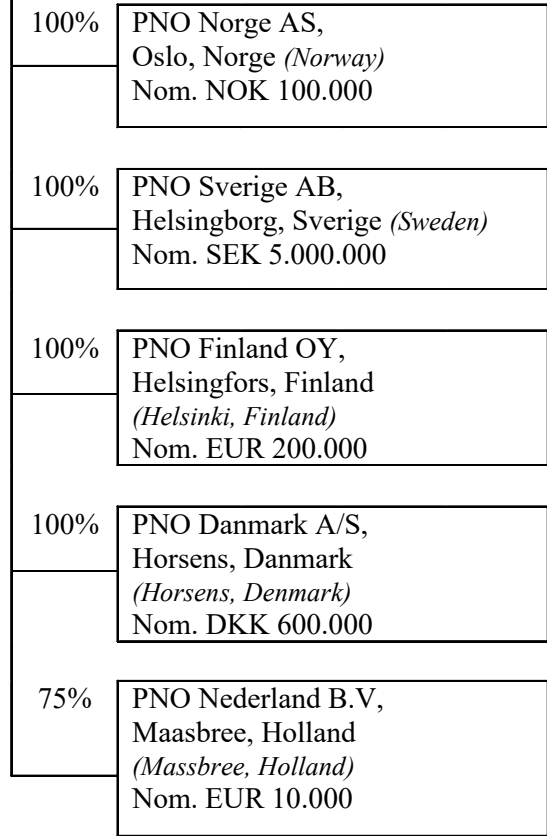 100%
PNO Norge AS,
Oslo, Norge (Norway)
Nom. NOK 100.000
100%
PNO Sverige AB,
Helsingborg, Sverige (Sweden)
Nom. SEK 5.000.000
100%
PNO Finland OY,
Helsingfors, Finland
(Helsinki, Finland)
Nom. EUR 200.000
100%
PNO Danmark A/S,
Horsens, Danmark
(Horsens, Denmark)
Nom. DKK 600.000
75%
PNO Nederland B.V,
Maasbree, Holland
(Massbree, Holland)
Nom. EUR 10.000